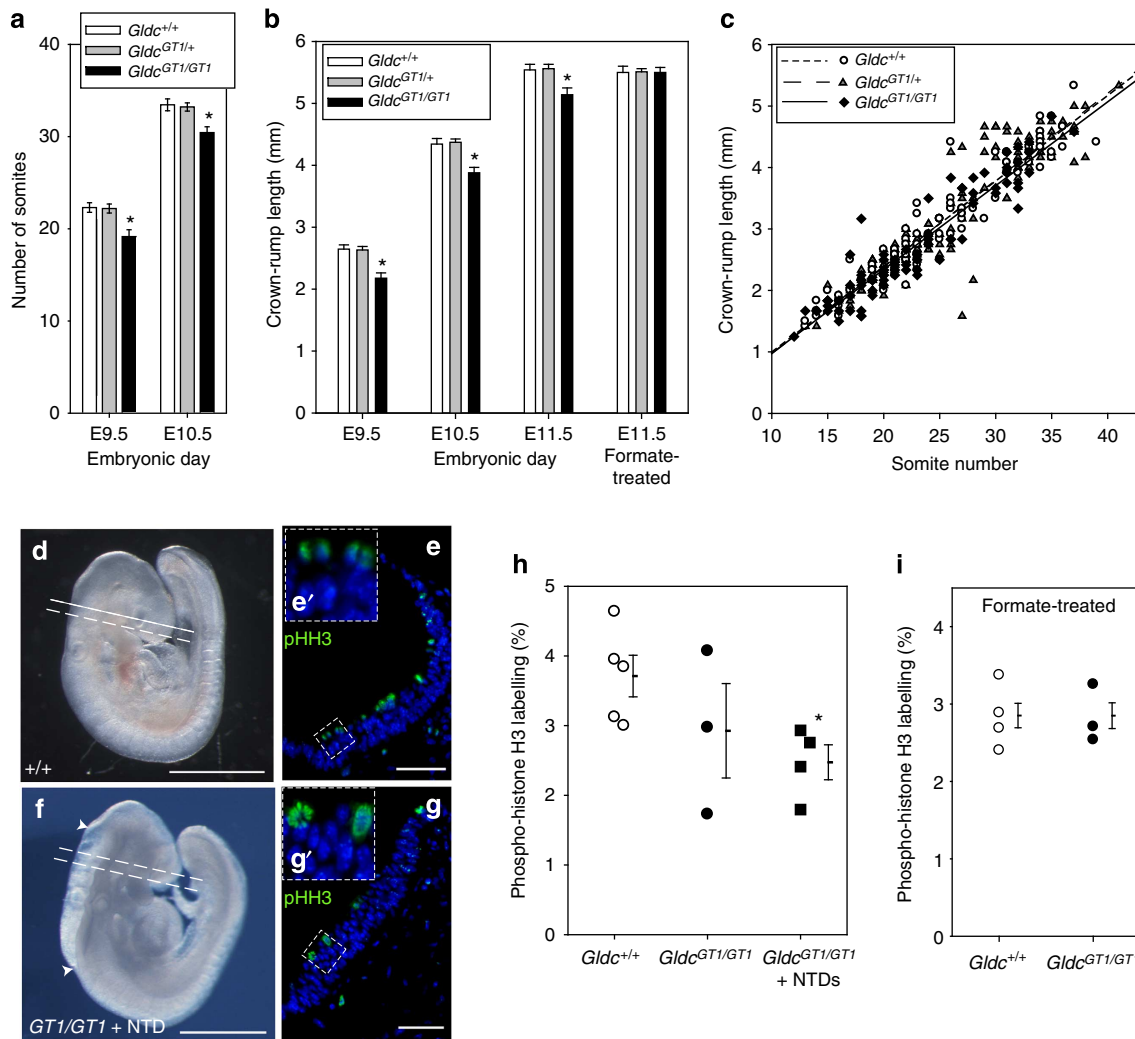 a
Gldc+/+
GldcGT1/+
GldcGT1/GT1
Number of somites
40
30
20
10
0
E9.5 E10.5
Embryonic day
b
Gldc+/+
GldcGT1/+
GldcGT1/GT1
Crown-rump length (mm)
6
5
4
3
2
1
0
* * * * *
E9.5 E10.5 E11.5 E11.5
Embryonic day
Formate-
treated
c
Gldc+/+
GldcGT1/+
GldcGT1/GT1
Crown-rump length (mm)
6
5
4
3
2
1
0
10 15 20 25 30 35 40
Somite number
d
+/+
e
e′
pHH3
f
GT1/GT1 + NTD
g
g′
pHH3
h
Phospho-histone H3 labelling (%)
5
4
3
2
1
0
*
Gldc+/+ GldcGT1/GT1 GldcGT1/GT1
+ NTDs
i
Formate-treated
Phospho-histone H3 labelling (%)
4
3
2
1
0
Gldc+/+ GldcGT1/GT